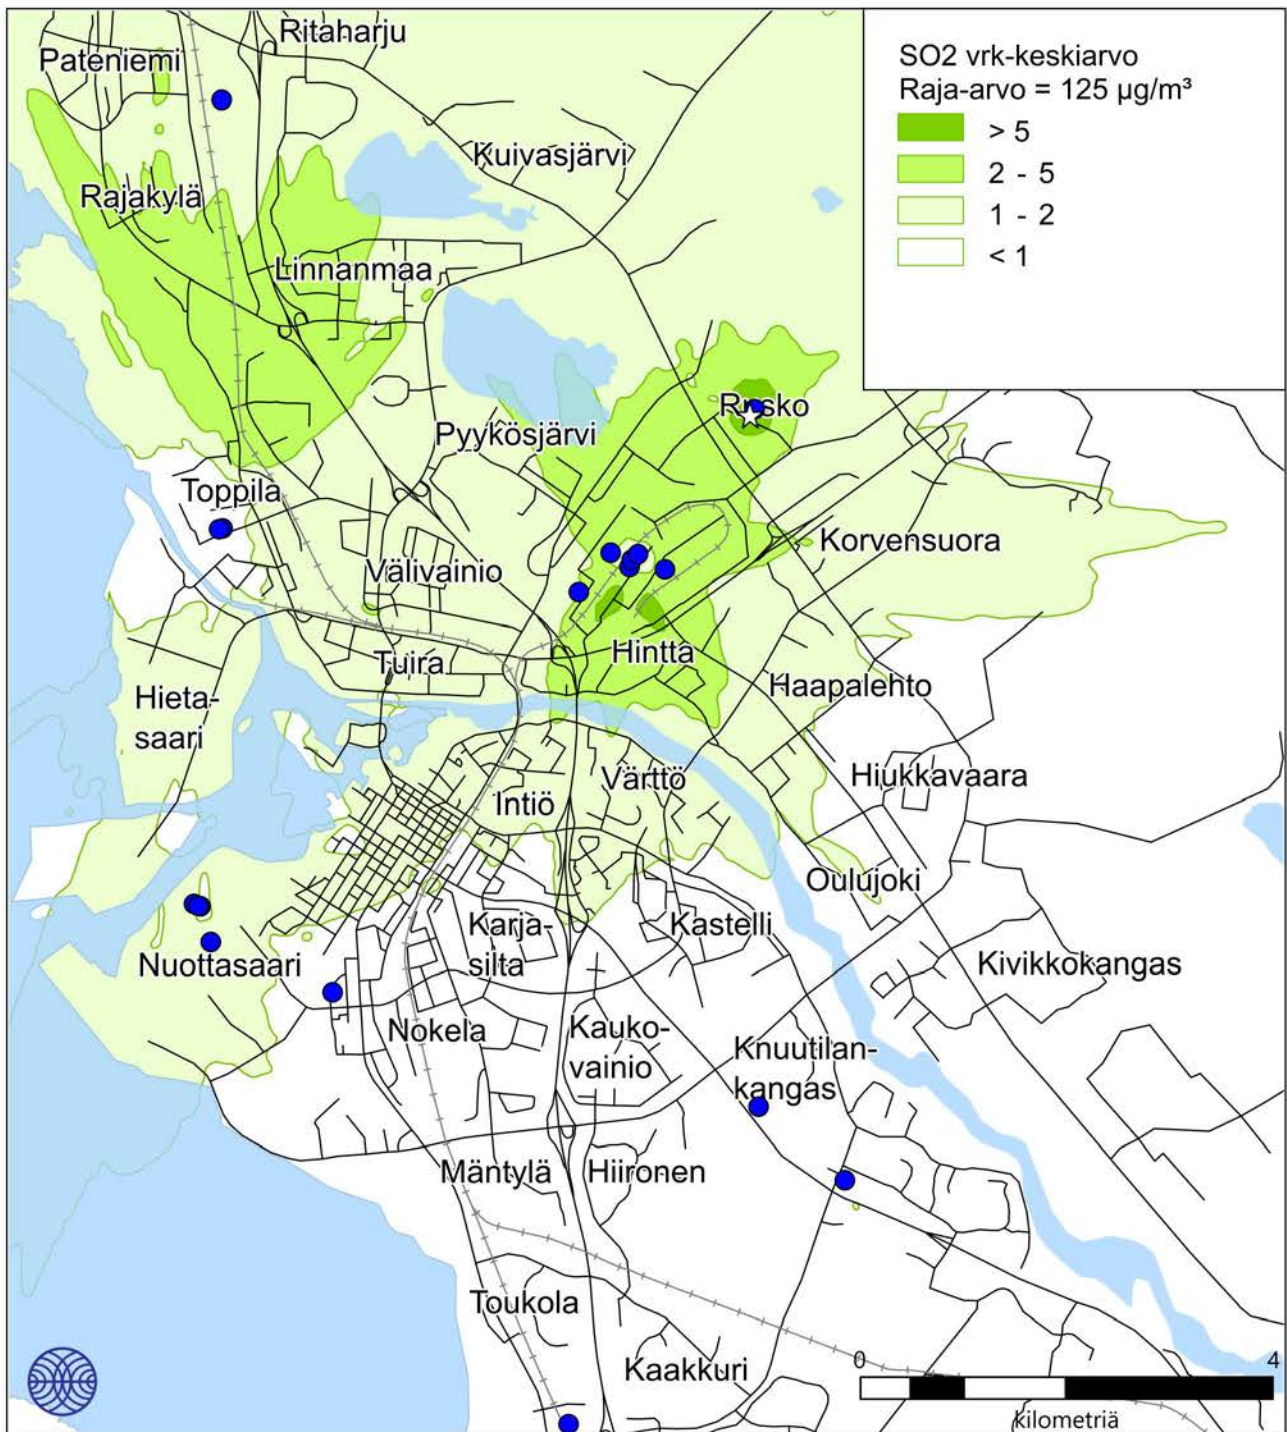 Ritaharju
Pateniemi
SO2 vrk-keskiarvo
Raja-arvo = 125 µg/m³
> 5
2 - 5
1 - 2
< 1
Kuivasjärvi
Rajakylä
Linnanmaa
Rusko
Pyykösjärvi
Toppila
Korvensuora
Välivainio
Hintta
Tuira
Haapalehto
Hieta-
saari
Hiukkavaara
Värttö
Intiö
Oulujoki
Karja-
silta
Kastelli
Nuottasaari
Kivikkokangas
Nokela
Kauko-
vainio
Knuutilan-
kangas
Mäntylä
Hiironen
Toukola
Kaakkuri
0
4
kilometriä